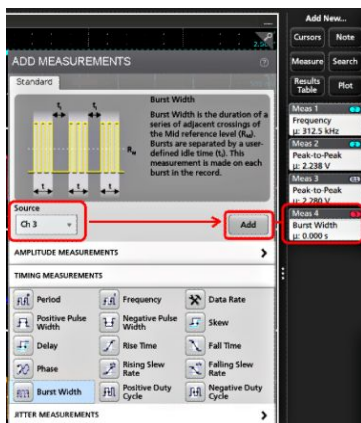 Add New...
Cursors Note
Measure Search
Results Table Plot
ADD MEASUREMENTS
Standard
Burst Width
Burst Width is the duration of a
series of adjacent crossings of
the Mid reference level (RM).
Bursts are separated by a user-
defined idle time (tI). This
measurement is made on each
burst in the record.
Source
Ch 3
Add
AMPLITUDE MEASUREMENTS
TIMING MEASUREMENTS
Period Frequency Data Rate
Positive Pulse Width Negative Pulse Width Skew
Delay Rise Time Fall Time
Phase Rising Slew Rate Falling Slew Rate
Burst Width Positive Duty Cycle Negative Duty Cycle
JITTER MEASUREMENTS
Meas 1
Frequency
μ: 312.5 kHz
Meas 2
Peak-to-Peak
μ: 2.238 V
Meas 3
Peak-to-Peak
μ: 2.280 V
Meas 4
Burst Width
μ: 0.000 s